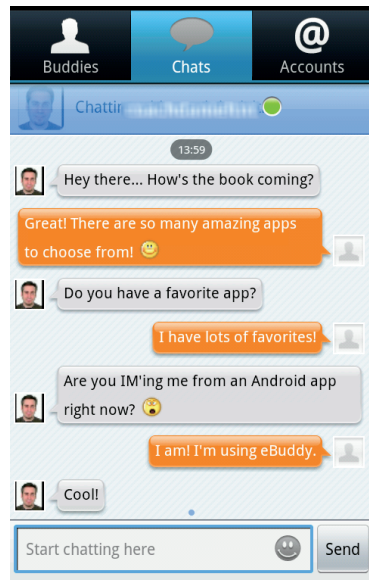 Buddies
Chats
@
Accounts
13:59
Hey there... How's the book coming?
Great! There are so many amazing apps
to choose from!
Do you have a favorite app?
I have lots of favorites!
Are you IM'ing me from an Android app
right now?
I am! I'm using eBuddy.
Cool!
Start chatting here
Send